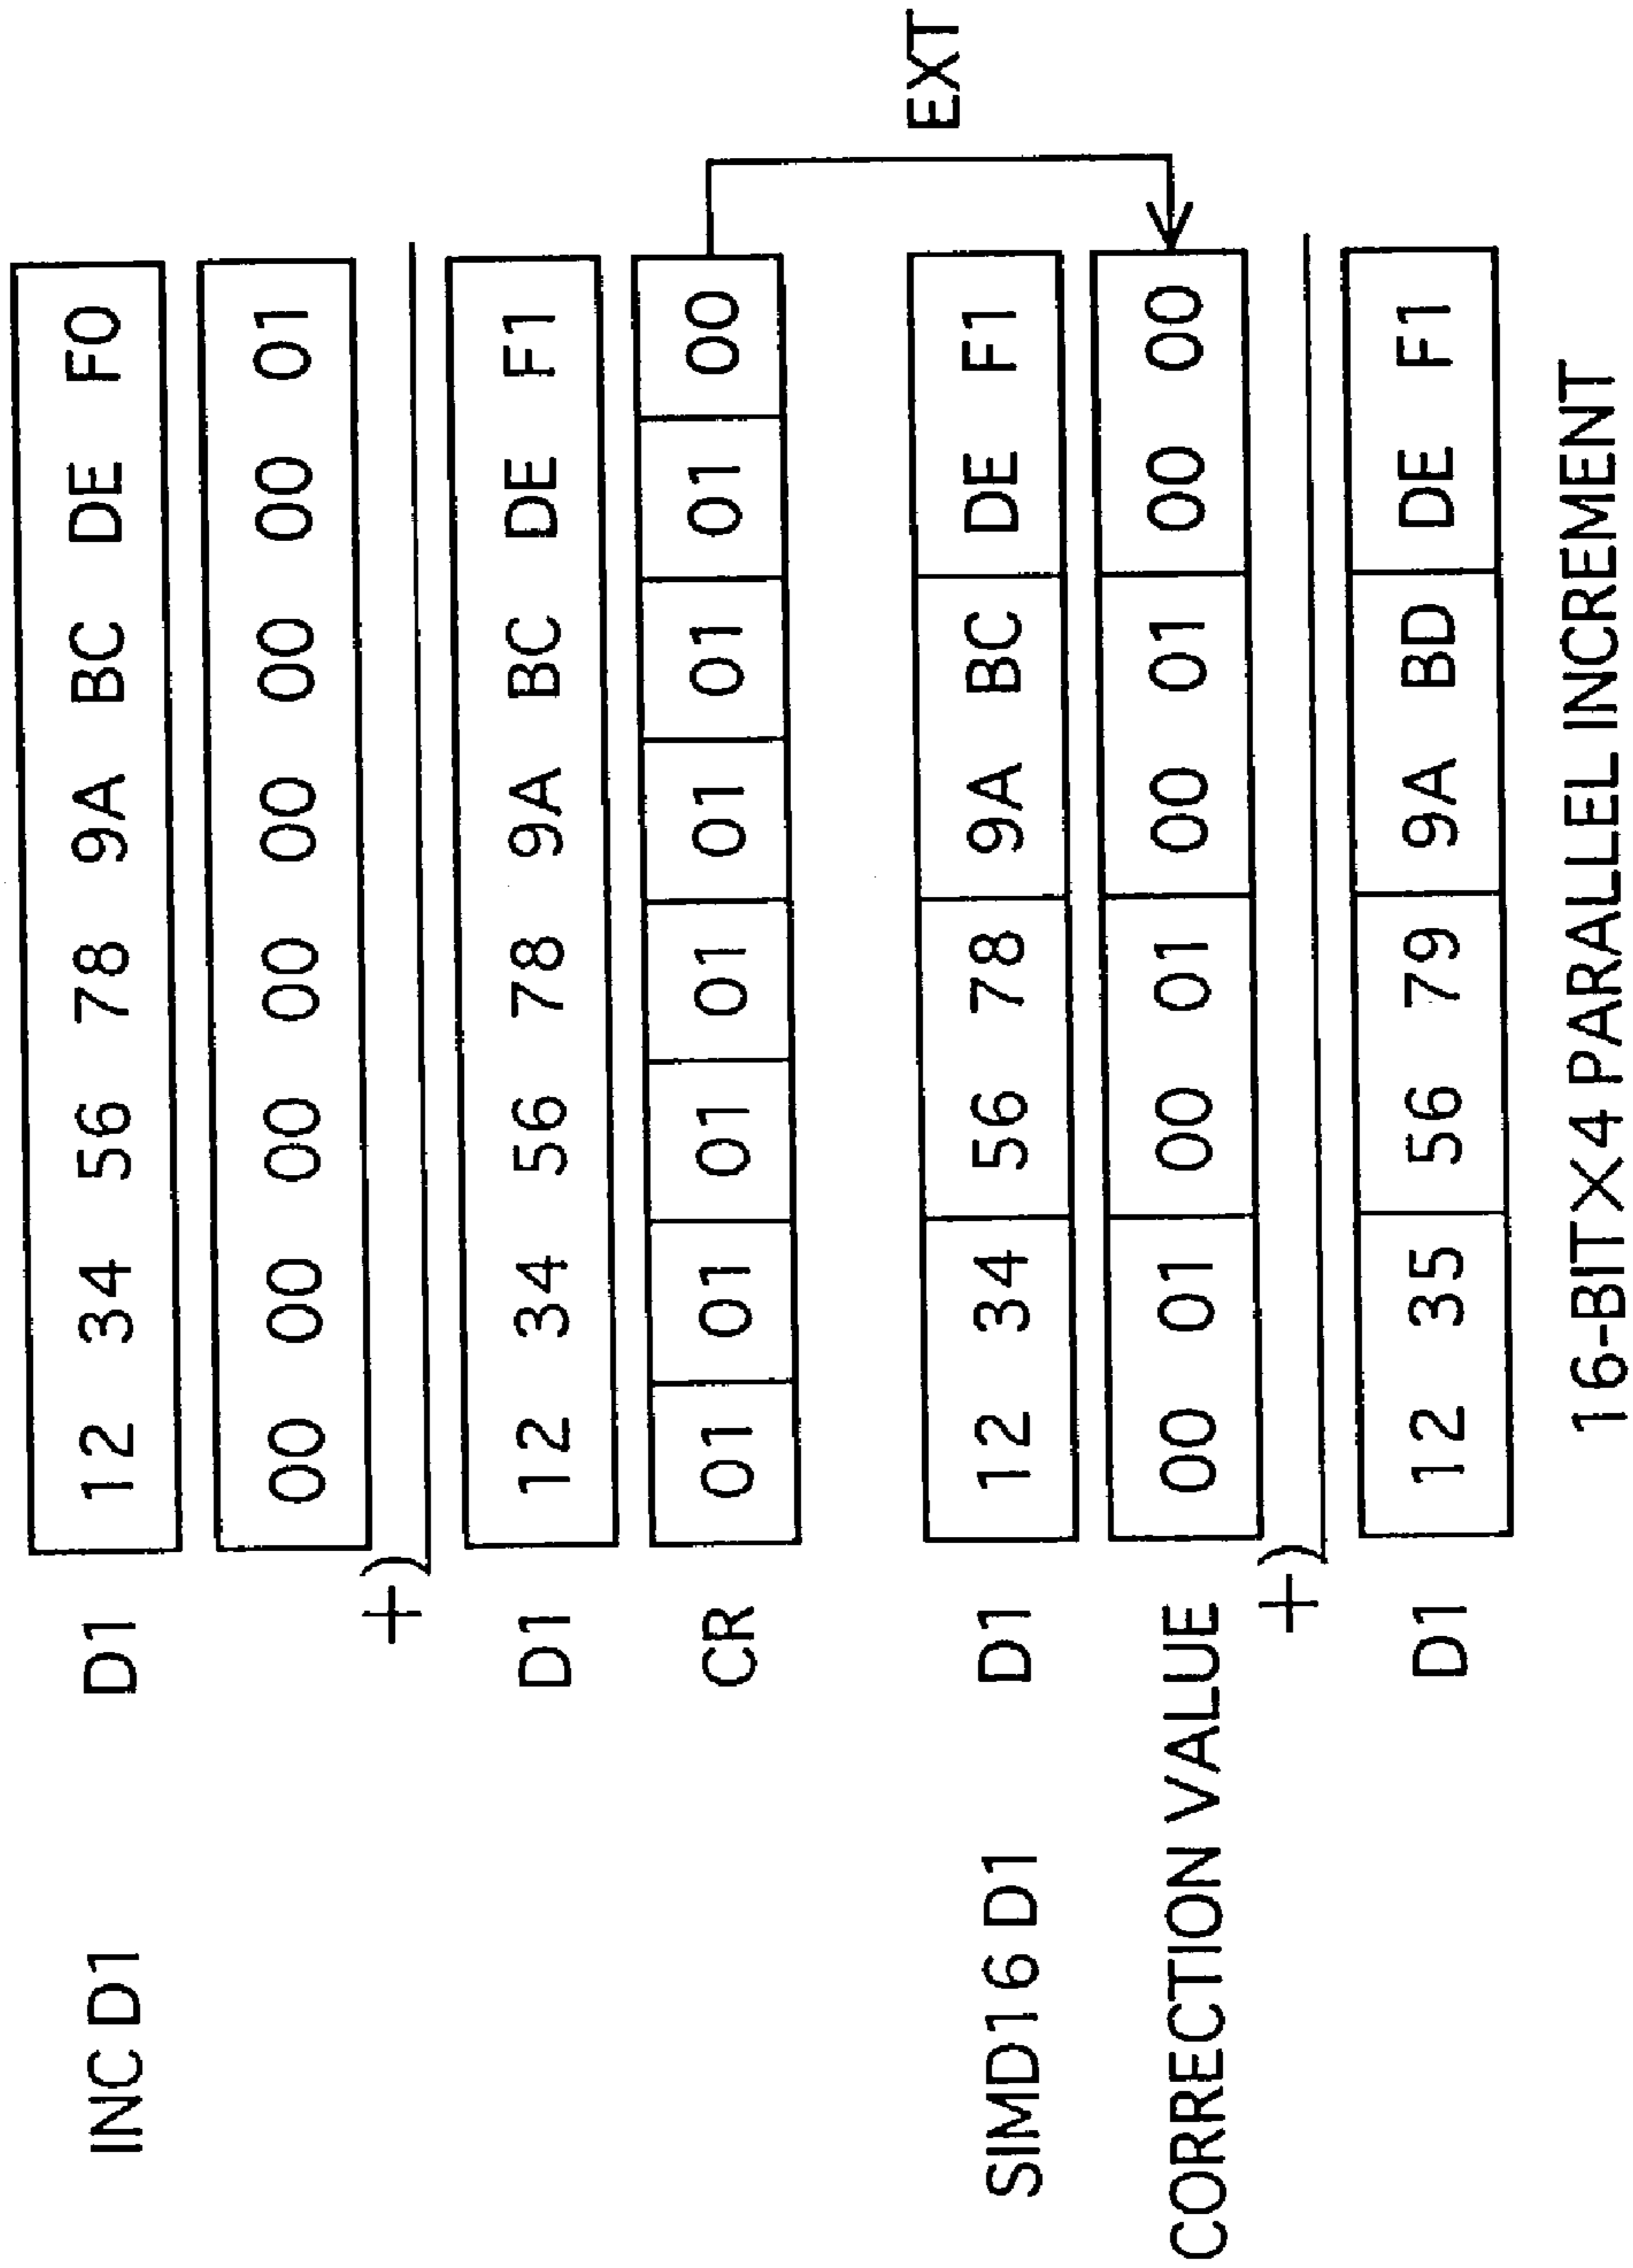 INC D1 D1 12 34 56 78 9A BC DE F0
00 00 00 00 00 00 00 01
+)
D1 12 34 56 78 9A BC DE F1
CR 01 01 01 01 01 01 01 00
EXT
SIMD16 D1 D1 12 34 56 78 9A BC DE F1
CORRECTION VALUE 00 01 00 01 00 01 00 00
+)
D1 12 35 56 79 9A BD DE F1
16-BIT×4 PARALLEL INCREMENT